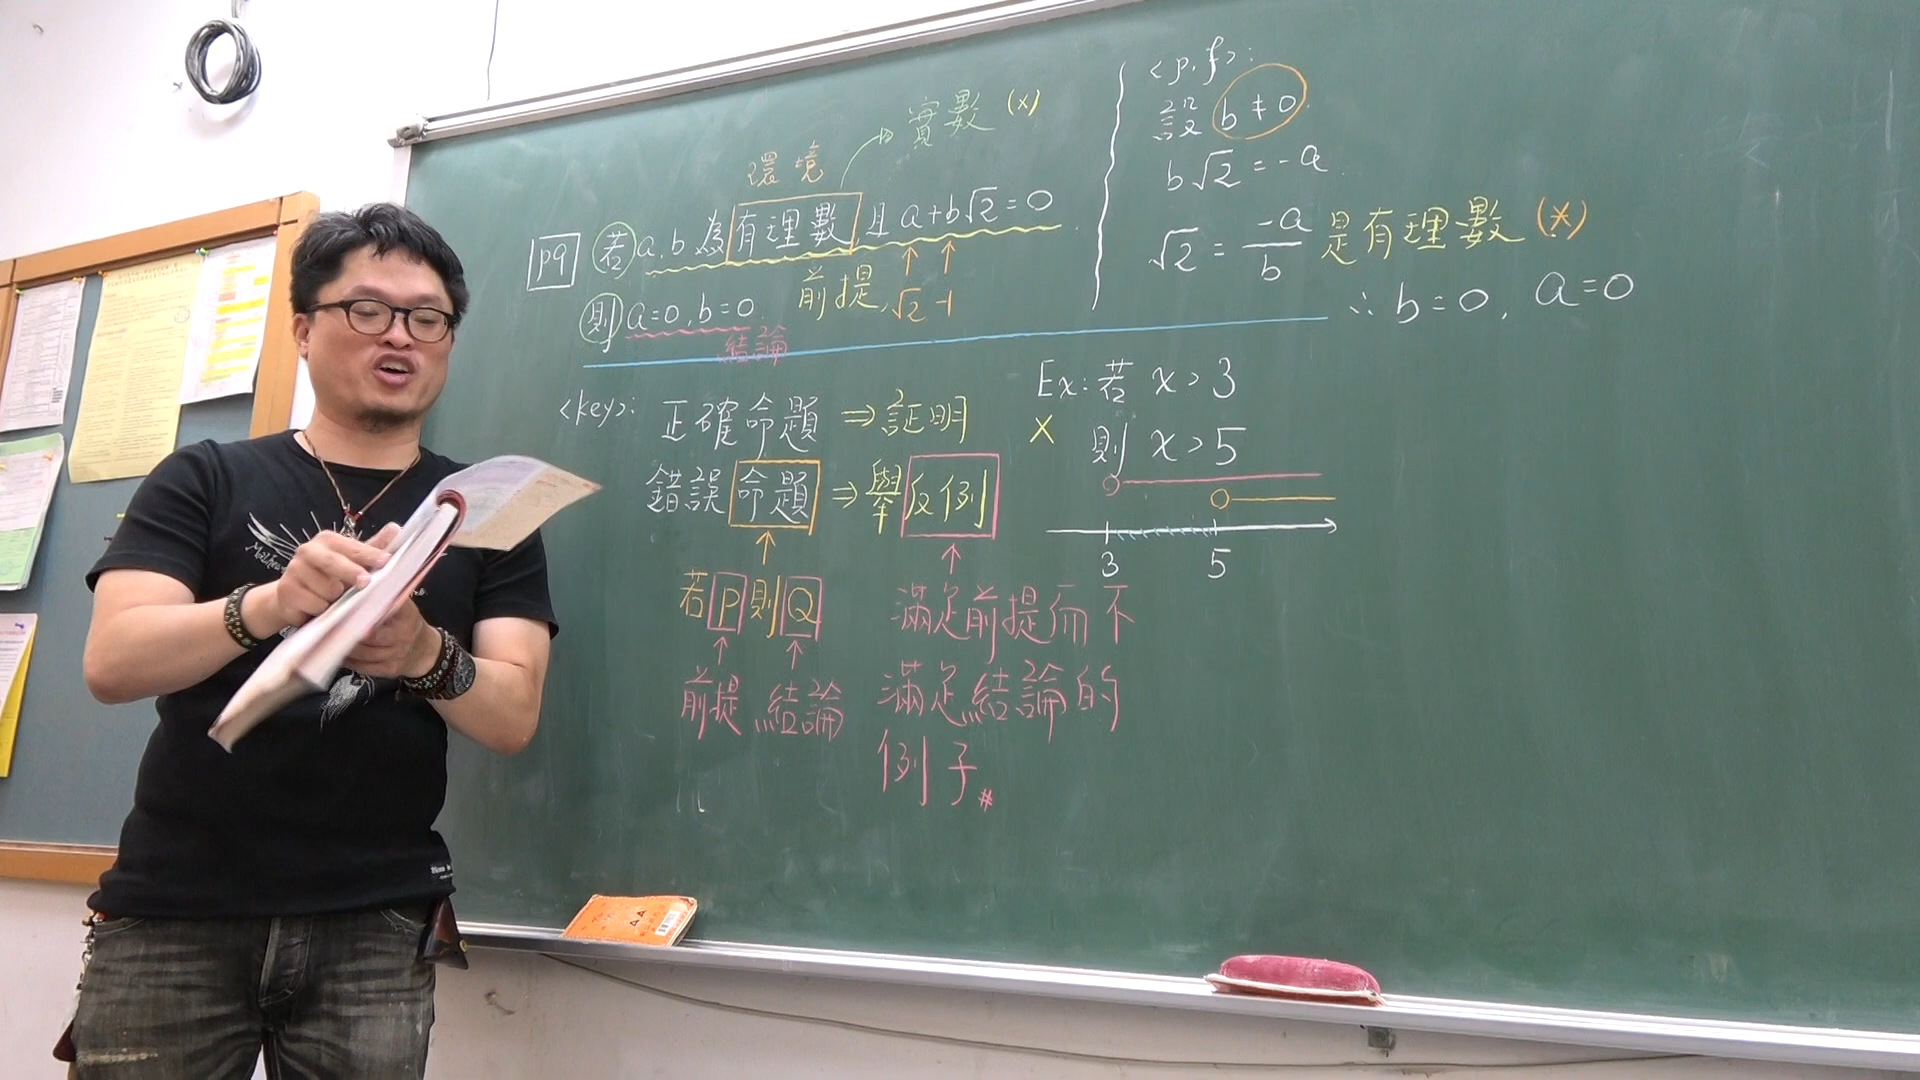 環境
實數 (×)
P9 若 a,b 為有理數 且 a+b√2=0
前提 √2 -1
則 a=0, b=0
結論
<p.f>:
設 b≠0
b√2=-a
√2 = -a/b 是有理數 (×)
∴ b=0, a=0
<key>: 正確命題 ⇒ 証明
錯誤命題 ⇒ 舉反例
若P則Q
前提 結論
滿足前提而不
滿足結論的
例子#
Ex: 若 x>3
× 則 x>5
3 5